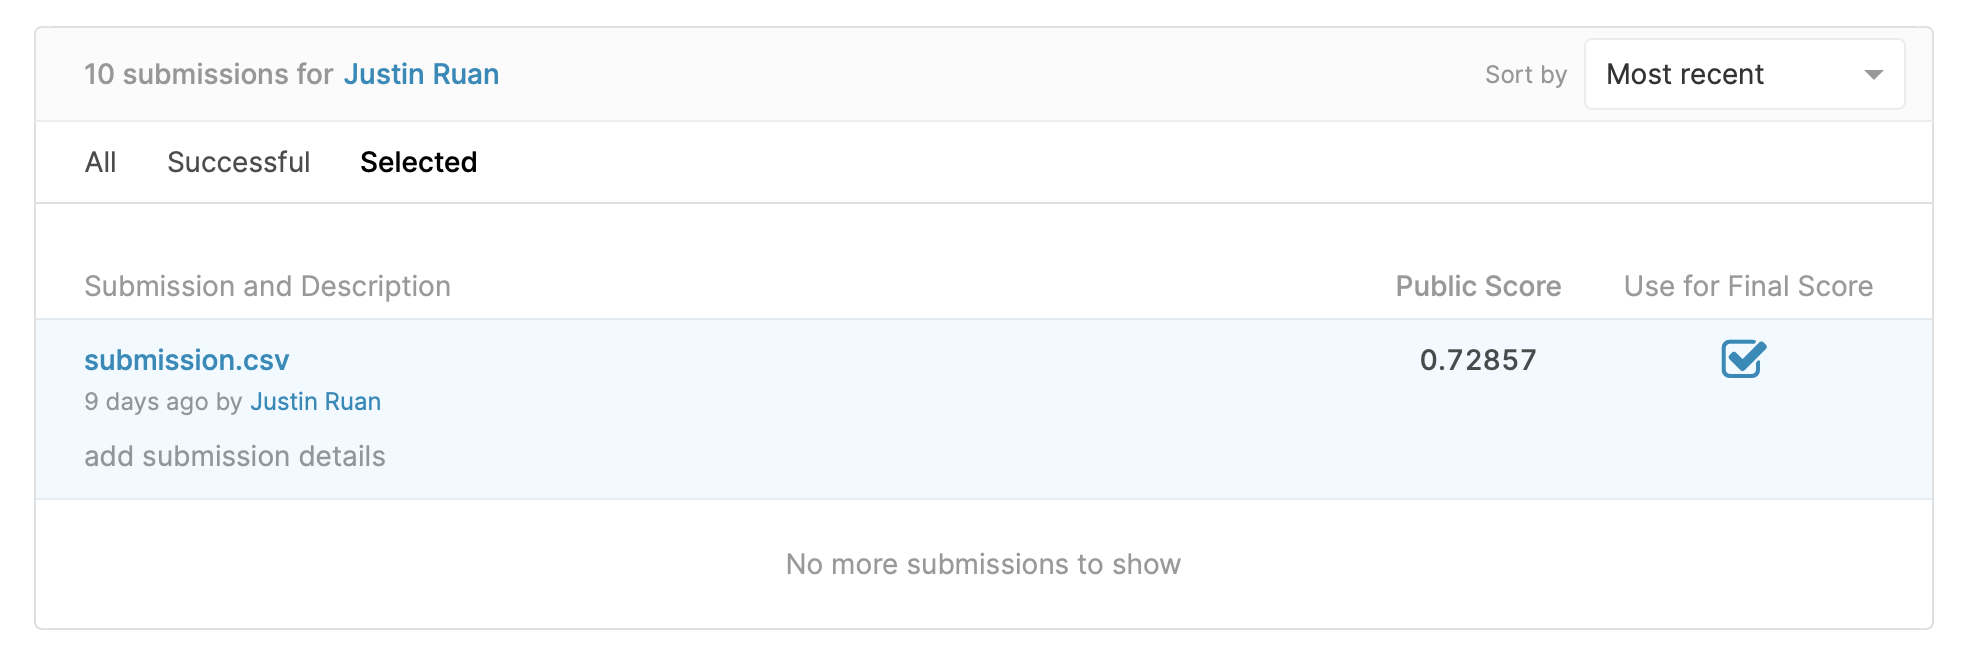 10 submissions for Justin Ruan
Sort by Most recent
All Successful Selected
Submission and Description Public Score Use for Final Score
submission.csv 0.72857
9 days ago by Justin Ruan
add submission details
No more submissions to show